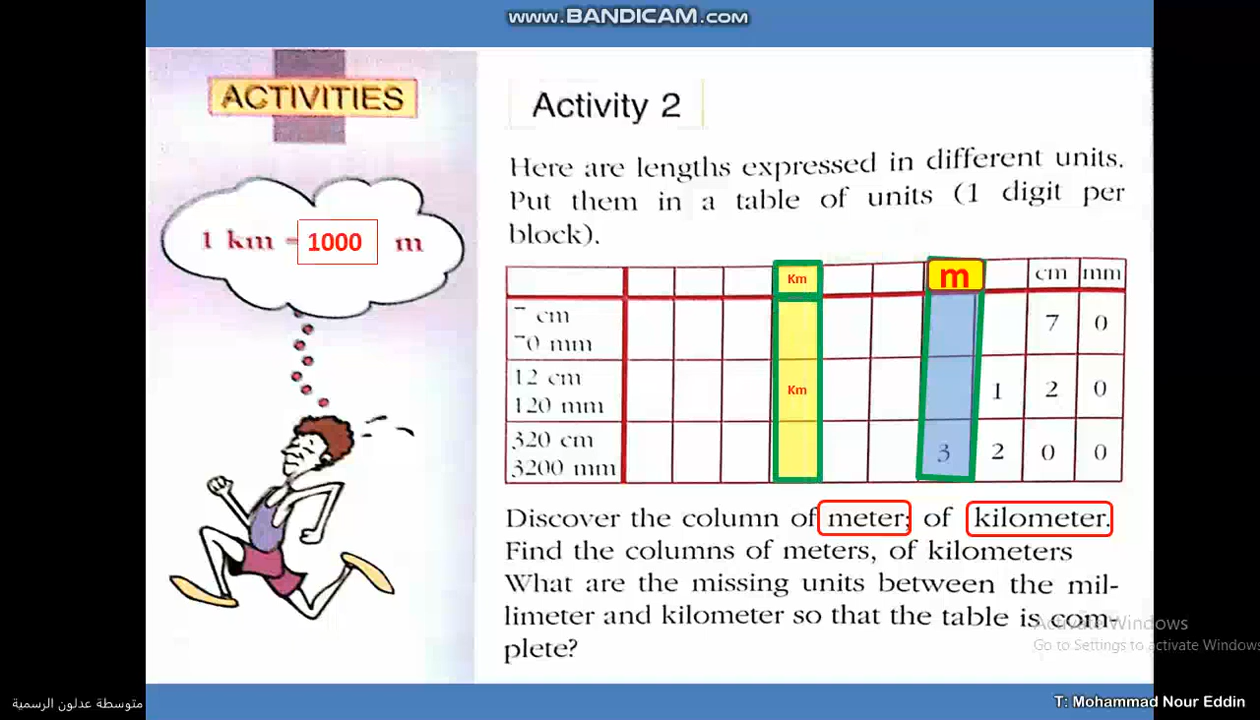 www.BANDICAM.com
ACTIVITIES
1 km = 1000 m
Activity 2
Here are lengths expressed in different units.
Put them in a table of units (1 digit per
block).
Km m cm mm
7 cm
70 mm
7 0
12 cm
120 mm
Km 1 2 0
320 cm
3200 mm
3 2 0 0
Discover the column of meter; of kilometer.
Find the columns of meters, of kilometers
What are the missing units between the mil-
limeter and kilometer so that the table is com-
plete?
Activate Windows
Go to Settings to activate Windows
متوسطة عدلون الرسمية
T: Mohammad Nour Eddin